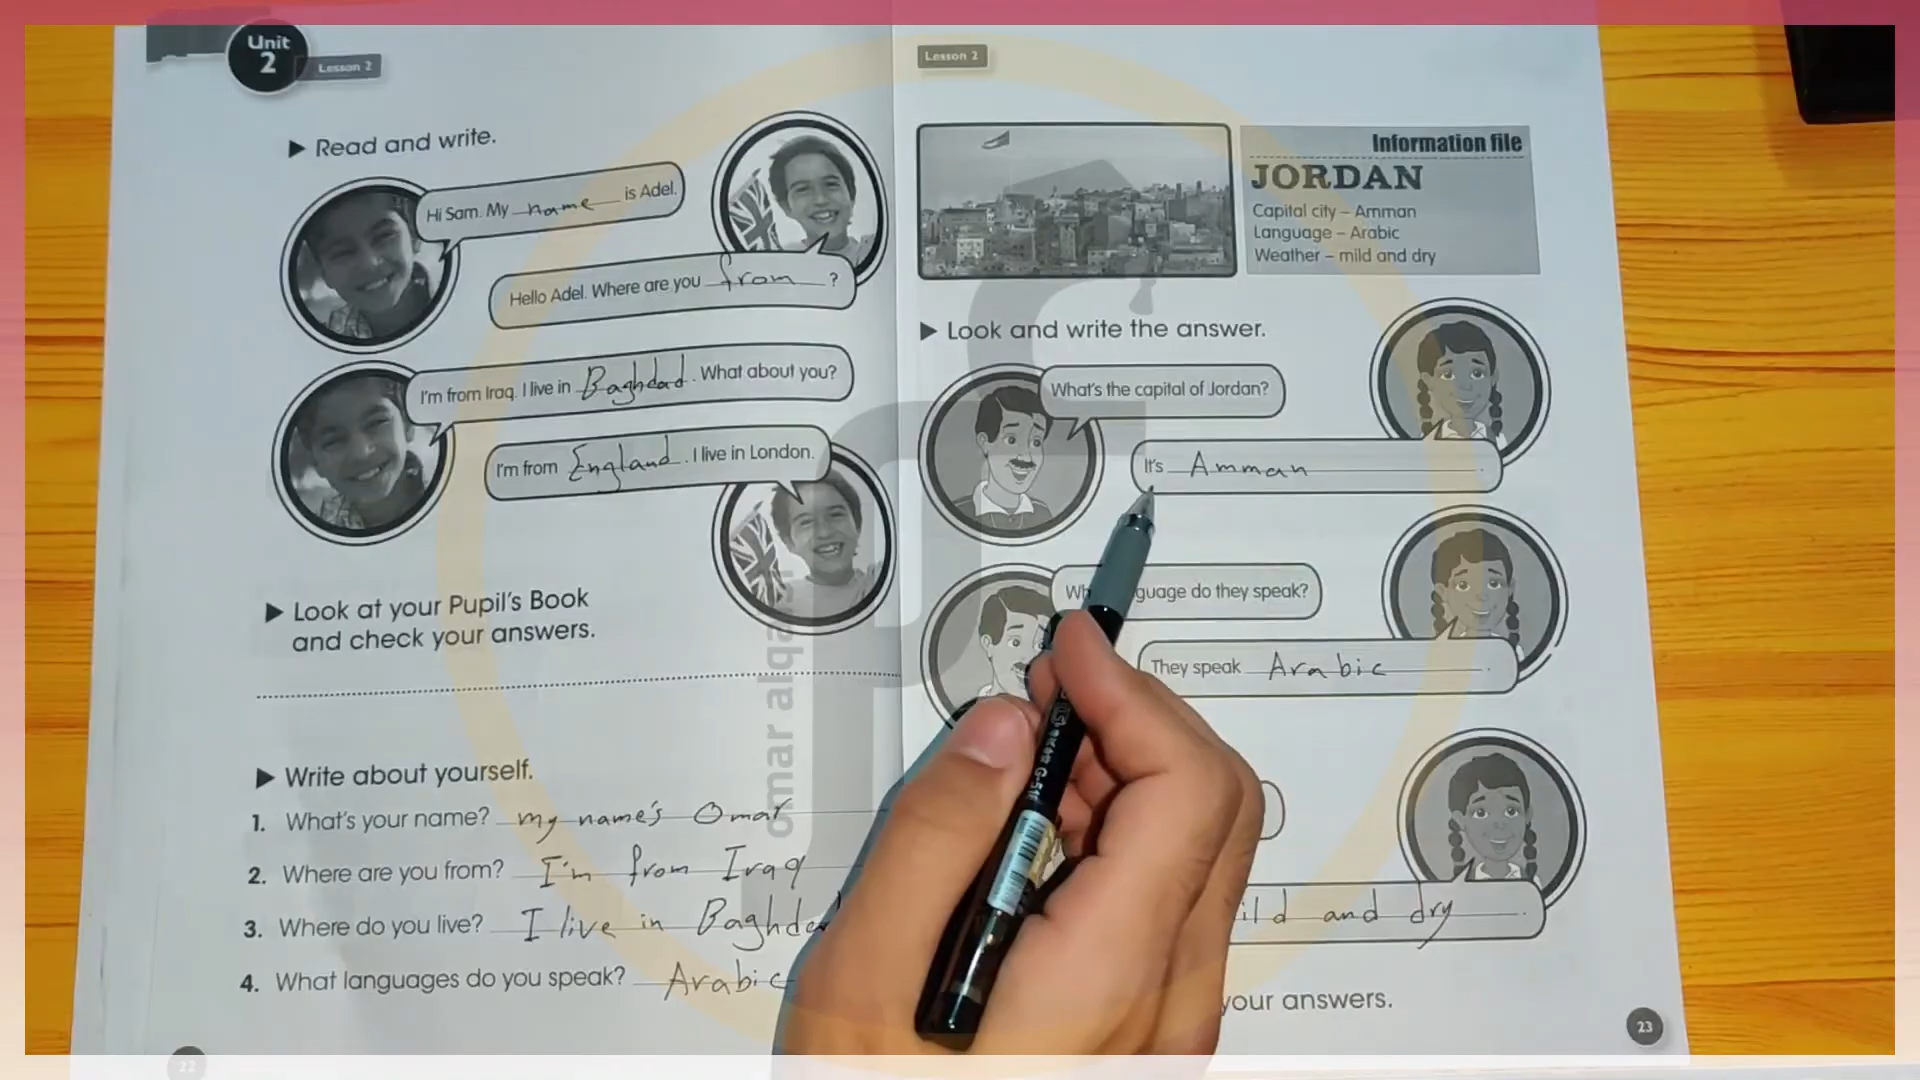 Unit
2
Lesson 2
Read and write.
Hi Sam. My name is Adel.
Hello Adel. Where are you from ?
I'm from Iraq. I live in Baghdad. What about you?
I'm from England. I live in London.
Look at your Pupil's Book
and check your answers.
Write about yourself.
1. What's your name? my name's Omar
2. Where are you from? I'm from Iraq
3. Where do you live? I live in Baghdad
4. What languages do you speak? Arabic
22
Lesson 2
Information file
JORDAN
Capital city – Amman
Language – Arabic
Weather – mild and dry
Look and write the answer.
What's the capital of Jordan?
It's Amman.
do they speak?
They speak Arabic.
and dry.
your answers.
23
omar